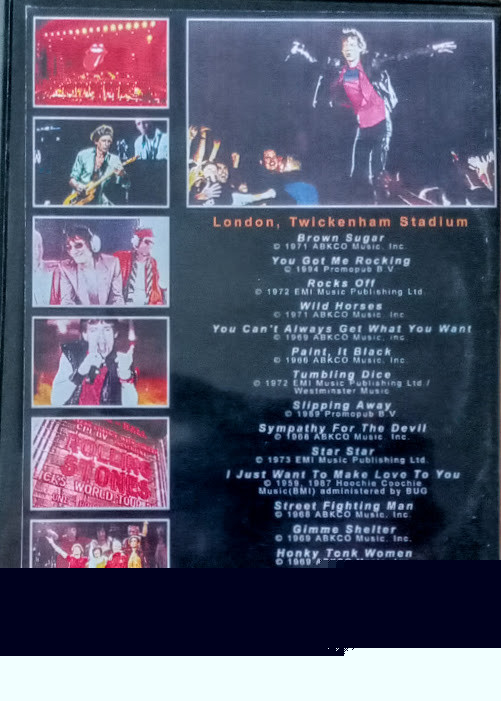 London, Twickenham Stadium
Brown Sugar
© 1971 ABKCO Music, Inc.
You Got Me Rocking
© 1994 Promopub B.V
Rocks Off
© 1972 EMI Music Publishing Ltd.
Wild Horses
© 1971 ABKCO Music, Inc
You Can't Always Get What You Want
© 1969 ABKCO Music, Inc.
Paint, It Black
© 1966 ABKCO Music, Inc.
Tumbling Dice
© 1972 EMI Music Publishing Ltd /
Westminster Music
Slipping Away
© 1989 Promopub B.V
Sympathy For The Devil
© 1968 ABKCO Music, Inc.
Star Star
© 1973 EMI Music Publishing Ltd.
I Just Want To Make Love To You
© 1959, 1987 Hoochie Coochie
Music(BMI) administered by BUG
Street Fighting Man
© 1968 ABKCO Music, Inc.
Gimme Shelter
© 1969 ABKCO Music, Inc.
Honky Tonk Women
© 1969
STONES
WORLD TOUR